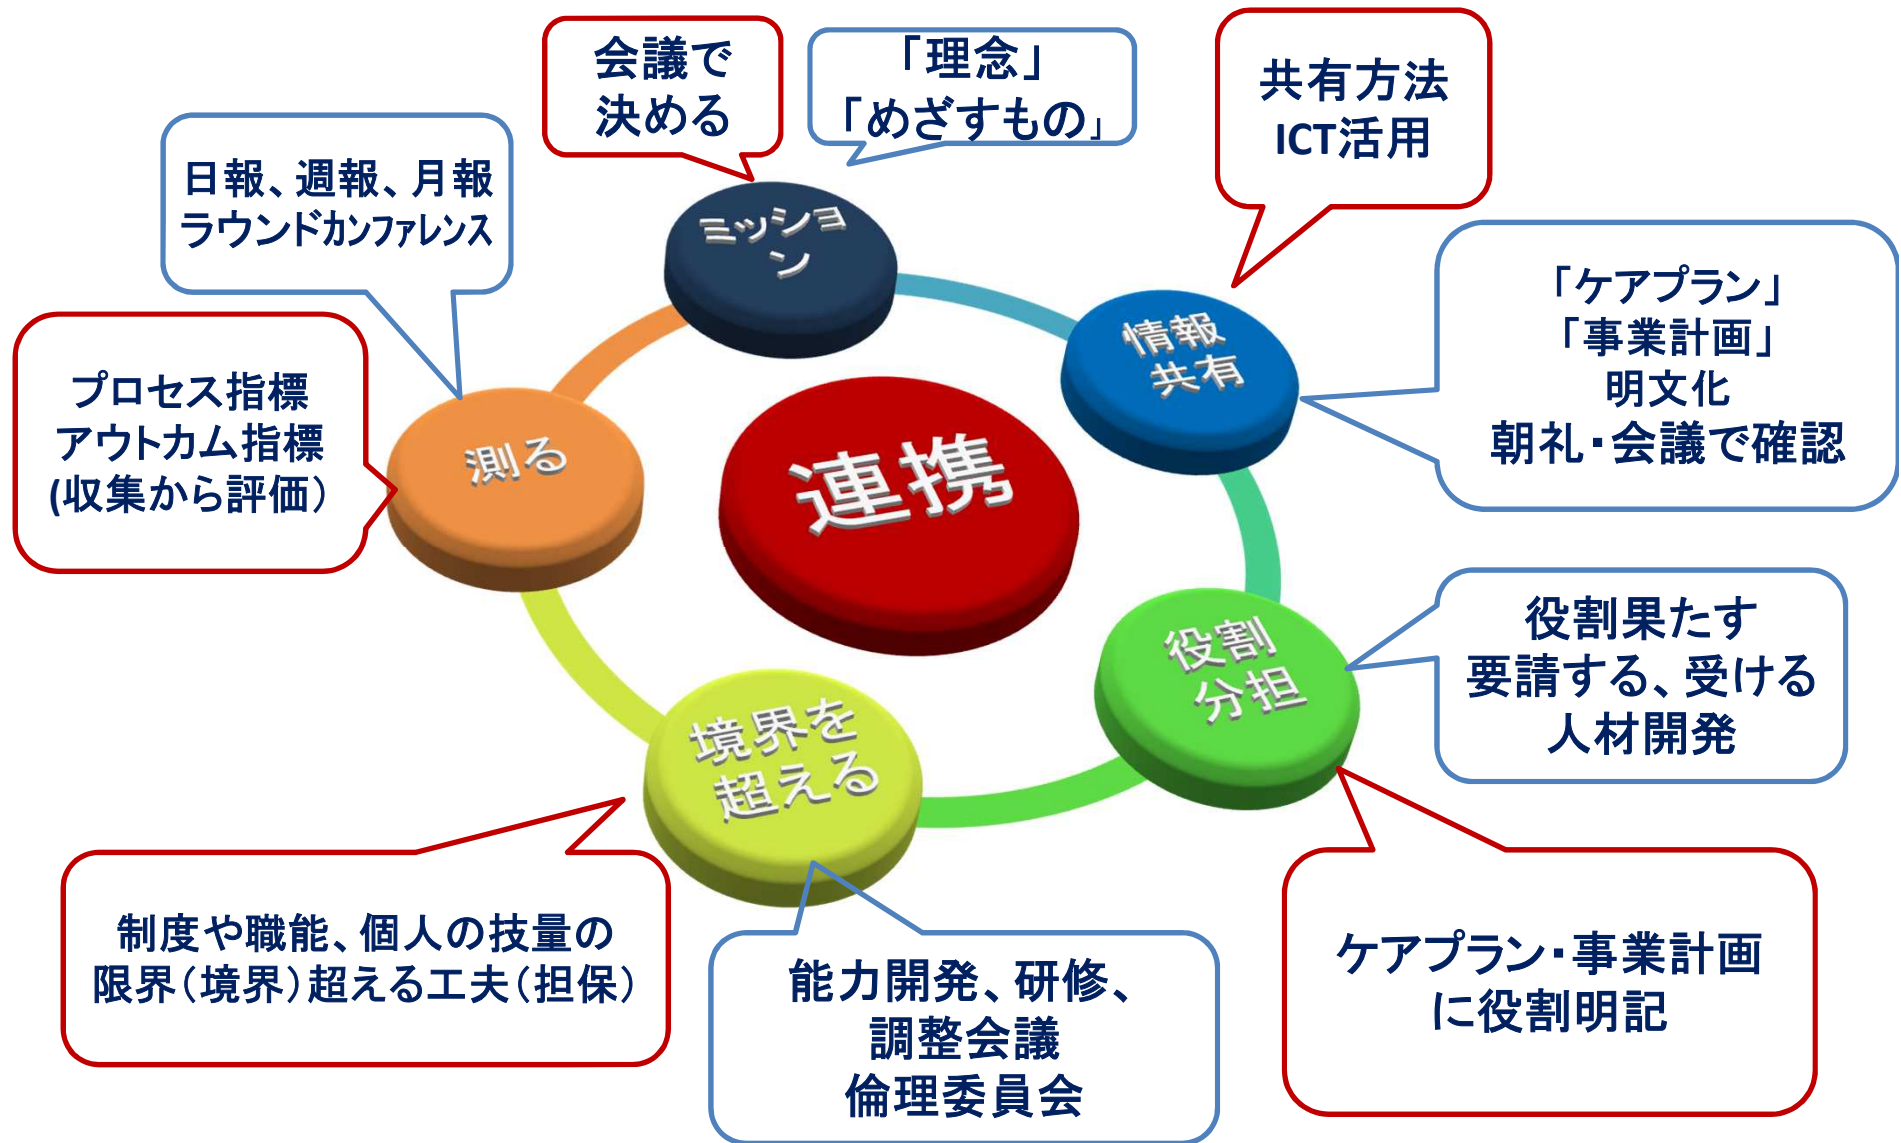 会議で
決める
「理念」
「めざすもの」
共有方法
ICT活用
日報、週報、月報
ラウンドカンファレンス
ミッショ
ン
「ケアプラン」
「事業計画」
明文化
朝礼・会議で確認
情報
共有
プロセス指標
アウトカム指標
(収集から評価）
測る
連携
役割果たす
要請する、受ける
人材開発
役割
分担
境界を
超える
制度や職能、個人の技量の
限界（境界）超える工夫（担保）
能力開発、研修、
調整会議
倫理委員会
ケアプラン・事業計画
に役割明記